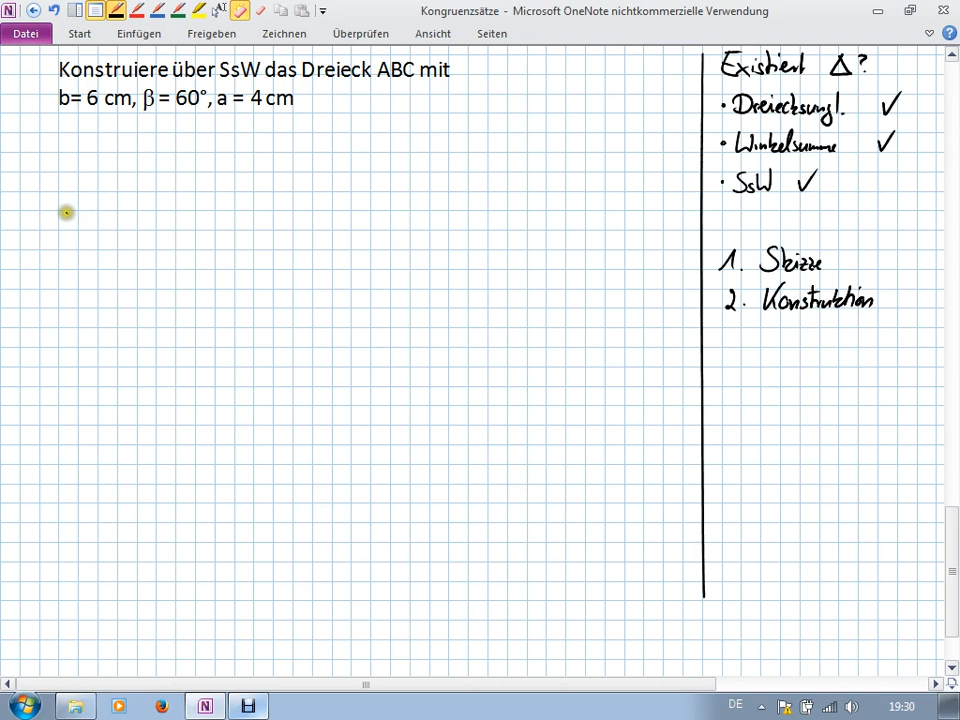 Kongruenzsätze - Microsoft OneNote nichtkommerzielle Verwendung
Datei Start Einfügen Freigeben Zeichnen Überprüfen Ansicht Seiten
Konstruiere über SsW das Dreieck ABC mit
b= 6 cm, β = 60°, a = 4 cm
Existiert Δ?
• Dreiecksungl. ✓
• Winkelsumme ✓
• SsW ✓
1. Skizze
2. Konstruktion
DE 19:30